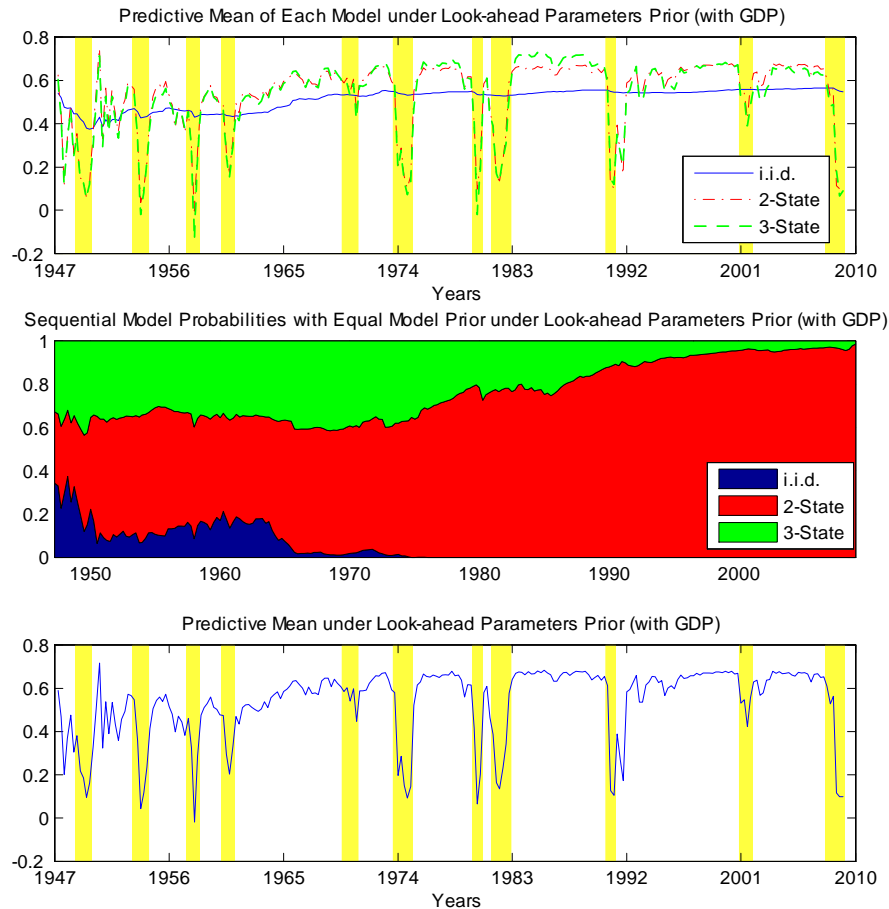 Predictive Mean of Each Model under Look-ahead Parameters Prior (with GDP)
0.8
0.6
0.4
0.2
0
-0.2
i.i.d.
2-State
3-State
1947 1956 1965 1974 1983 1992 2001 2010
Years
Sequential Model Probabilities with Equal Model Prior under Look-ahead Parameters Prior (with GDP)
1
0.8
0.6
0.4
0.2
0
i.i.d.
2-State
3-State
1950 1960 1970 1980 1990 2000
Predictive Mean under Look-ahead Parameters Prior (with GDP)
0.8
0.6
0.4
0.2
0
-0.2
1947 1956 1965 1974 1983 1992 2001 2010
Years